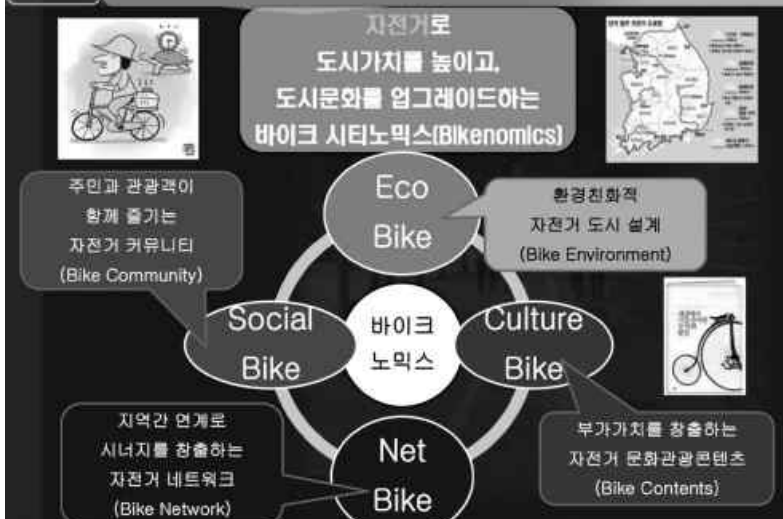 자전거로
도시가치를 높이고,
도시문화를 업그레이드하는
바이크 시티노믹스(Bikenomics)
주민과 관광객이
함께 즐기는
자전거 커뮤니티
(Bike Community)
Eco
Bike
환경친화적
자전거 도시 설계
(Bike Environment)
Social
Bike
바이크
노믹스
Culture
Bike
지역간 연계로
시너지를 창출하는
자전거 네트워크
(Bike Network)
Net
Bike
부가가치를 창출하는
자전거 문화관광콘텐츠
(Bike Contents)